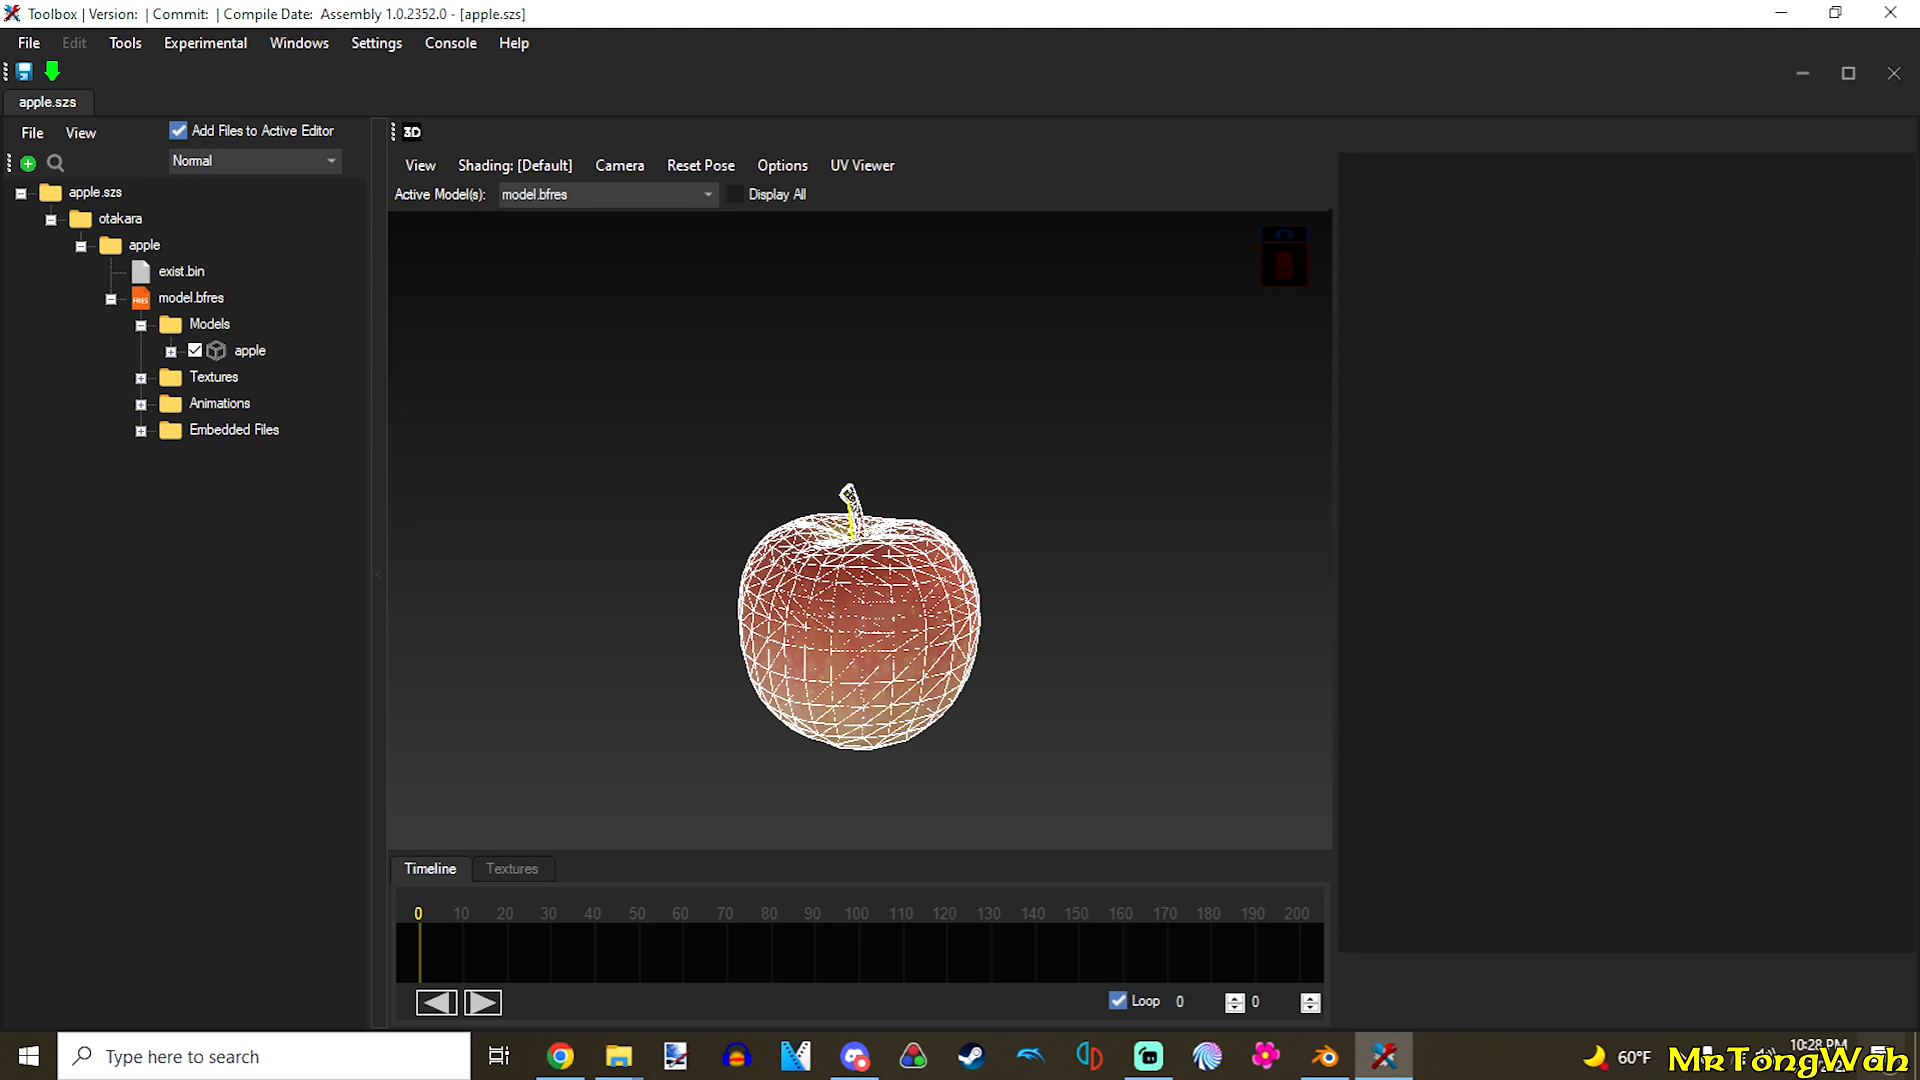 Toolbox | Version: | Commit: | Compile Date: Assembly 1.0.2352.0 - [apple.szs]
File Edit Tools Experimental Windows Settings Console Help
apple.szs
File View Add Files to Active Editor
Normal
apple.szs
otakara
apple
exist.bin
FRES model.bfres
Models
apple
Textures
Animations
Embedded Files
3D
View Shading: [Default] Camera Reset Pose Options UV Viewer
Active Model(s): model.bfres Display All
B
Timeline Textures
0 10 20 30 40 50 60 70 80 90 100 110 120 130 140 150 160 170 180 190 200
Loop 0 0
Type here to search
60°F
10:28 PM
MrTongWah